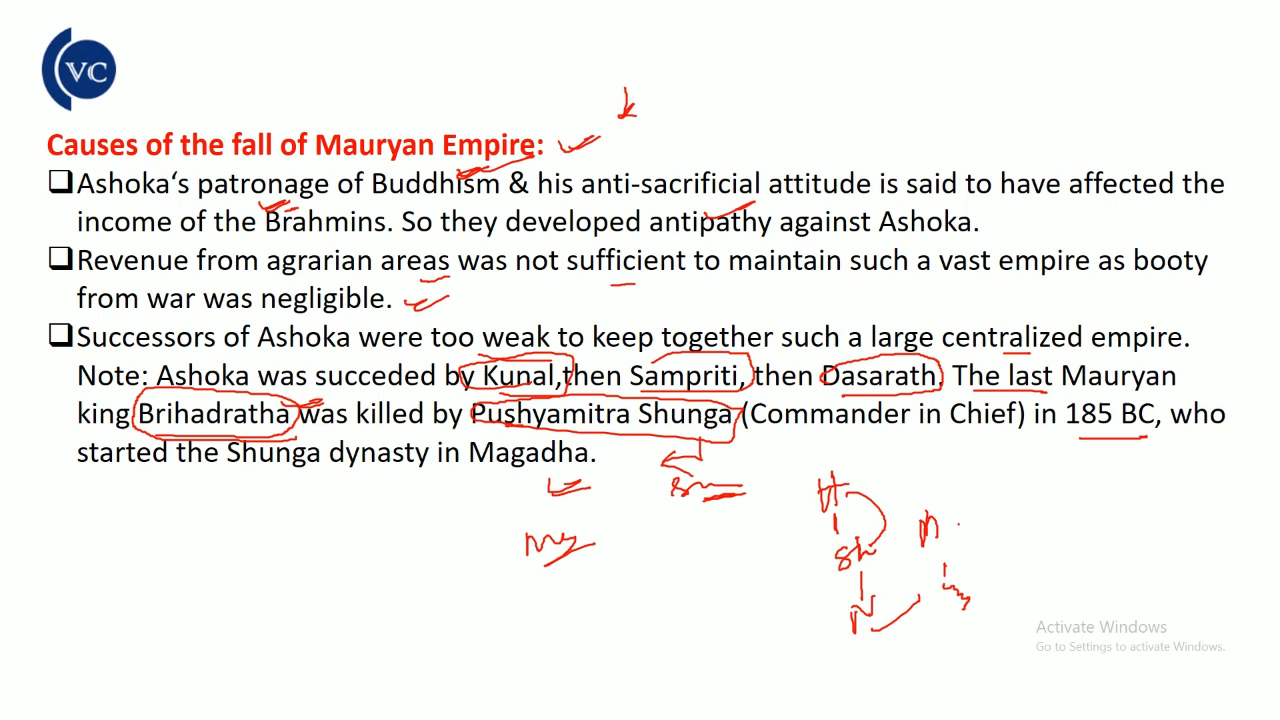 VC
Causes of the fall of Mauryan Empire:
❑Ashoka‘s patronage of Buddhism & his anti-sacrificial attitude is said to have affected the
income of the Brahmins. So they developed antipathy against Ashoka.
❑Revenue from agrarian areas was not sufficient to maintain such a vast empire as booty
from war was negligible.
❑Successors of Ashoka were too weak to keep together such a large centralized empire.
Note: Ashoka was succeded by Kunal,then Sampriti, then Dasarath. The last Mauryan
king Brihadratha was killed by Pushyamitra Shunga (Commander in Chief) in 185 BC, who
started the Shunga dynasty in Magadha.
H
Sh
N
Activate Windows
Go to Settings to activate Windows.